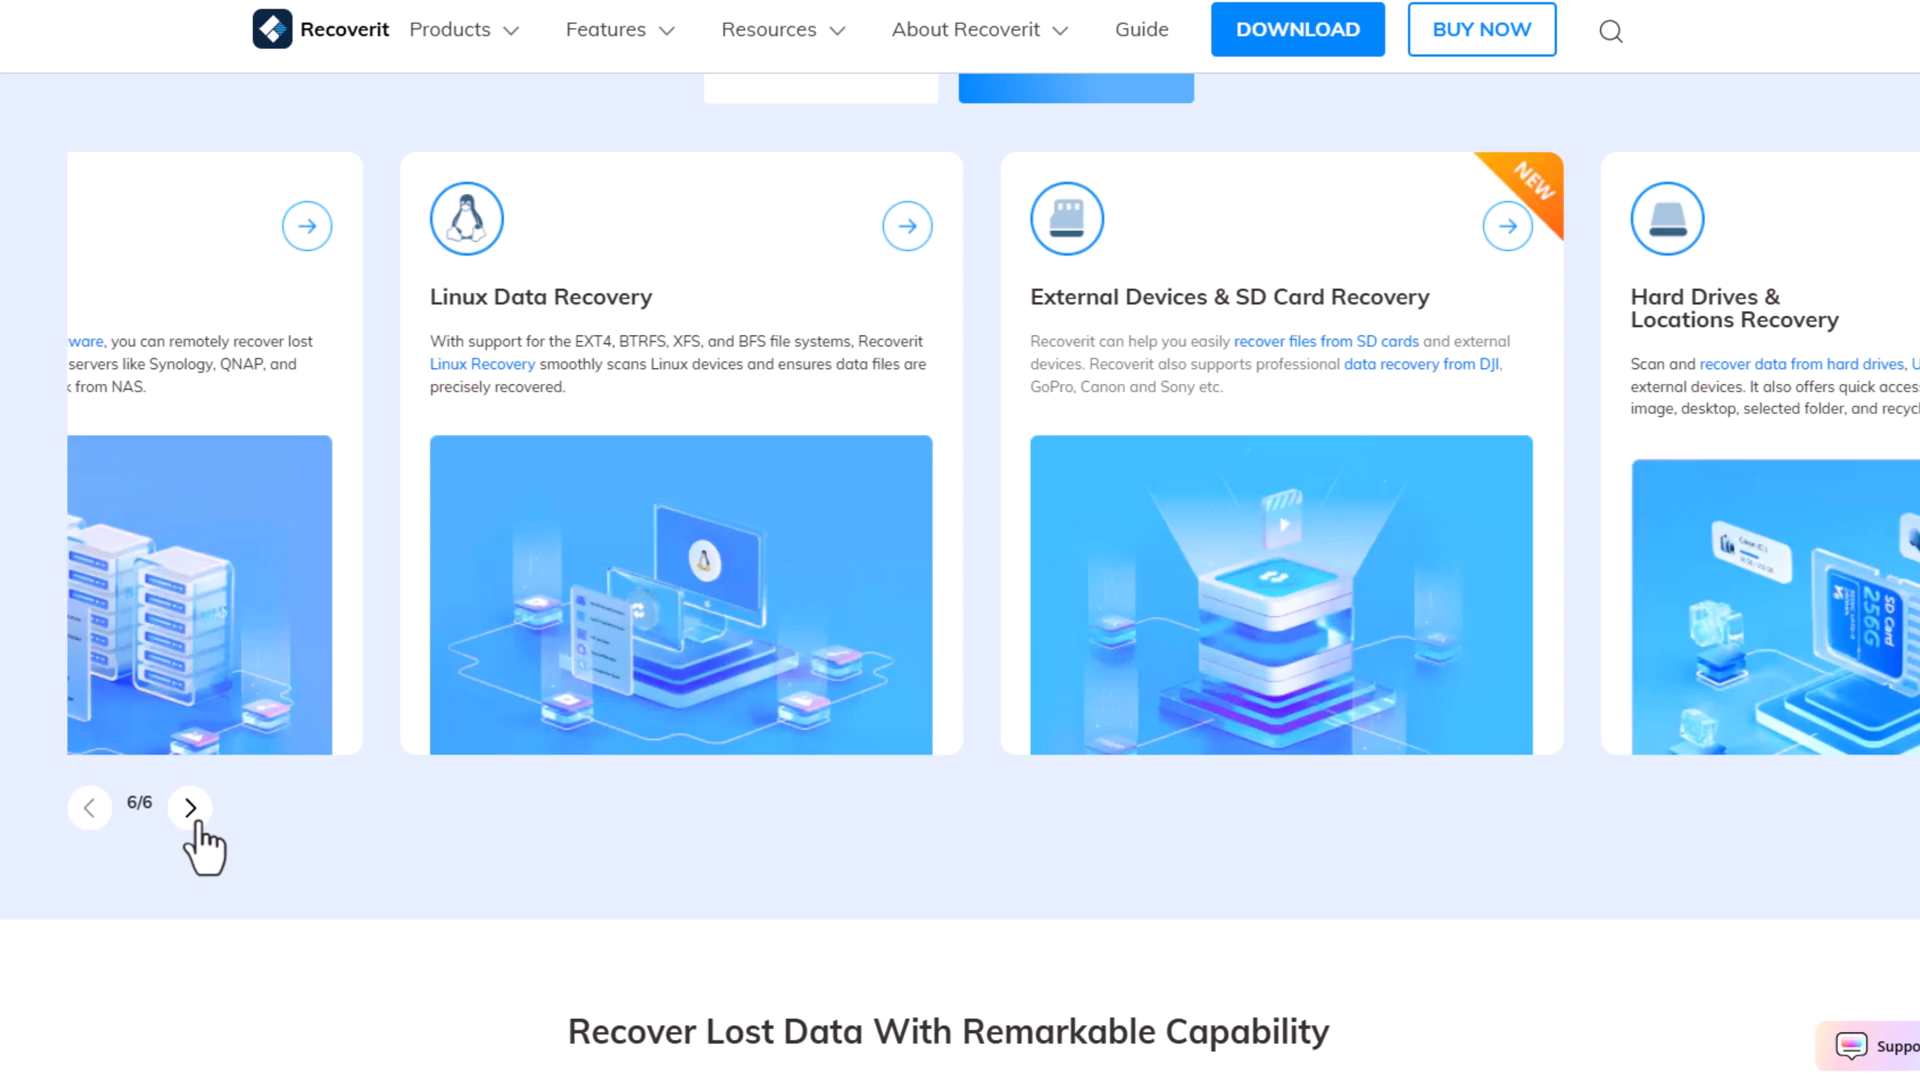 Recoverit Products Features Resources About Recoverit Guide DOWNLOAD BUY NOW
NEW
ware, you can remotely recover lost
servers like Synology, QNAP, and
from NAS.
Linux Data Recovery
With support for the EXT4, BTRFS, XFS, and BFS file systems, Recoverit
Linux Recovery smoothly scans Linux devices and ensures data files are
precisely recovered.
External Devices & SD Card Recovery
Recoverit can help you easily recover files from SD cards and external
devices. Recoverit also supports professional data recovery from DJI,
GoPro, Canon and Sony etc.
Hard Drives &
Locations Recovery
Scan and recover data from hard drives, U
external devices. It also offers quick acces
image, desktop, selected folder, and recyc
SD Card
256G
6/6
Recover Lost Data With Remarkable Capability
Suppo